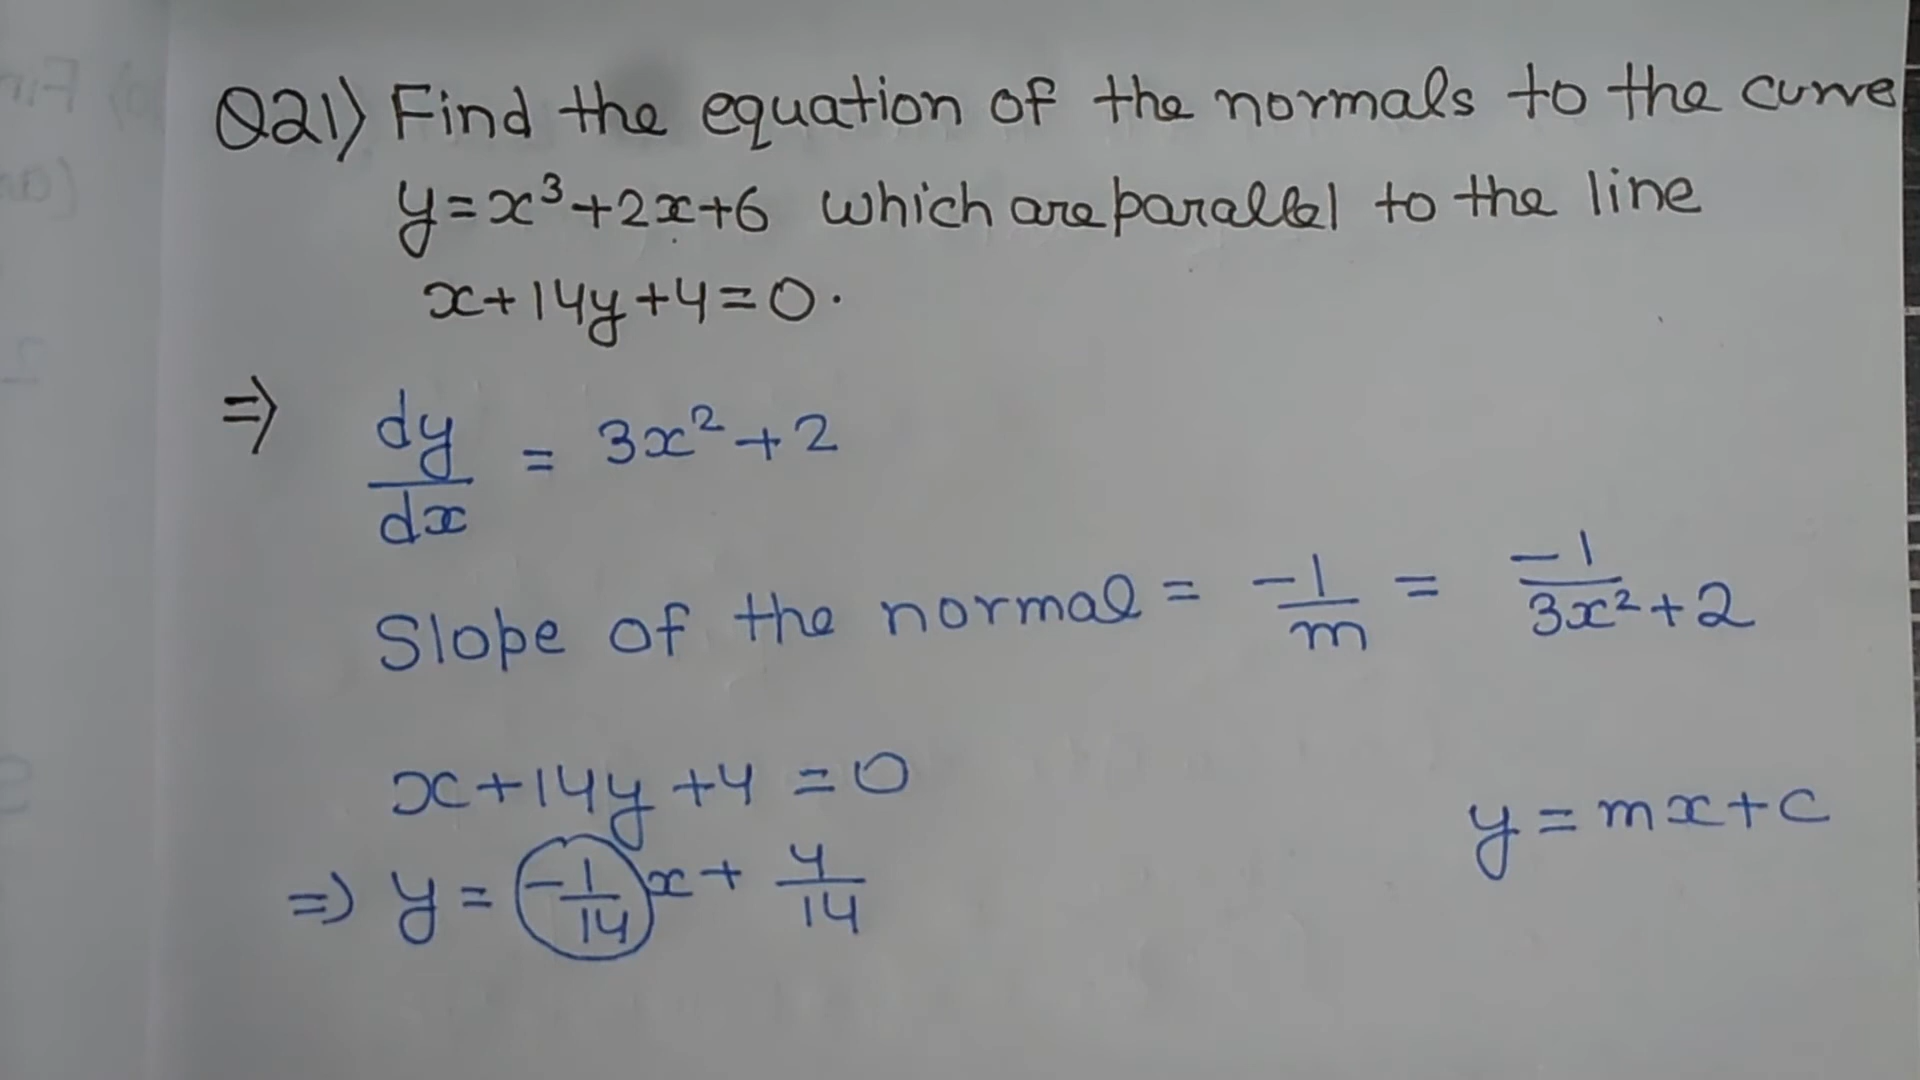 Q21) Find the equation of the normals to the curve
y=x³+2x+6 which are parallel to the line
x+14y+4=0.
⇒ dy/dx = 3x²+2
Slope of the normal = -1/m = -1/3x²+2
x+14y+4=0
y=mx+c
⇒ y= -1/14 x+ 4/14